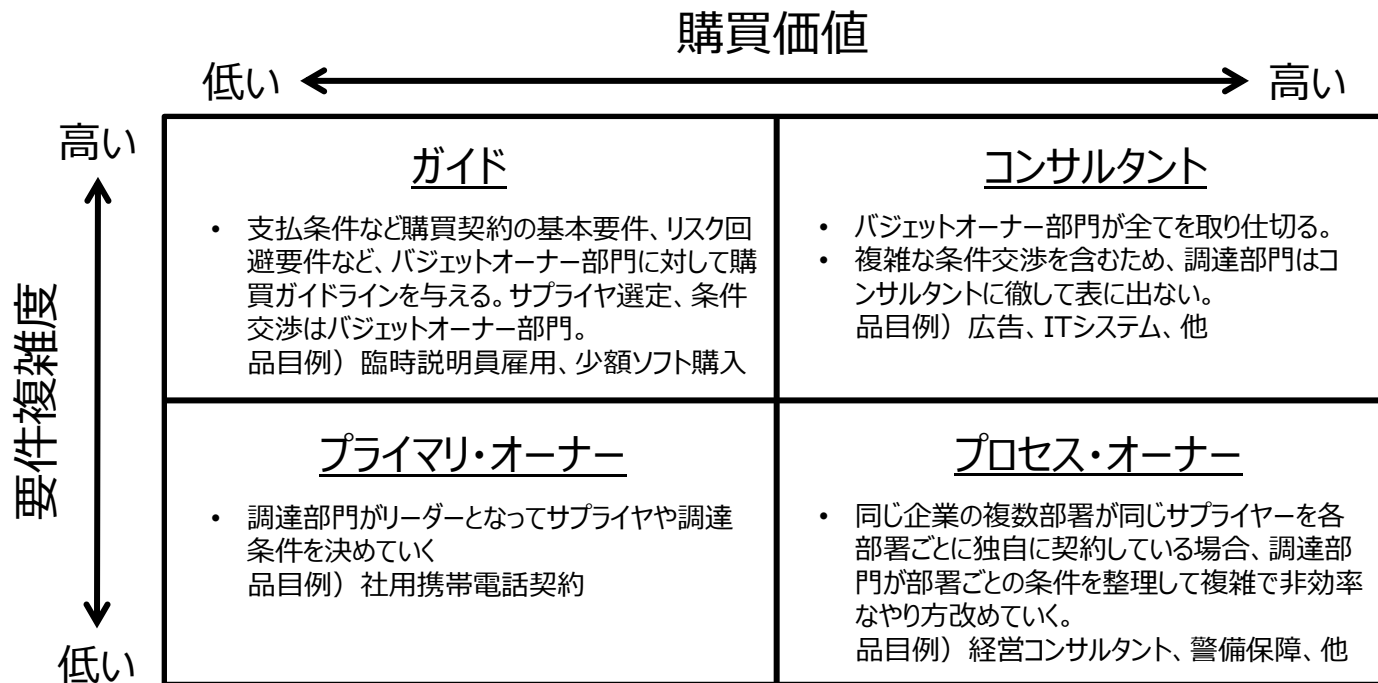 購買価値
低い
高い
高い
要件複雑度
低い
ガイド
• 支払条件など購買契約の基本要件、リスク回
避要件など、バジェットオーナー部門に対して購
買ガイドラインを与える。サプライヤ選定、条件
交渉はバジェットオーナー部門。
品目例）臨時説明員雇用、少額ソフト購入
コンサルタント
• バジェットオーナー部門が全てを取り仕切る。
• 複雑な条件交渉を含むため、調達部門はコ
ンサルタントに徹して表に出ない。
品目例）広告、ITシステム、他
プライマリ・オーナー
• 調達部門がリーダーとなってサプライヤや調達
条件を決めていく
品目例）社用携帯電話契約
プロセス・オーナー
• 同じ企業の複数部署が同じサプライヤーを各
部署ごとに独自に契約している場合、調達部
門が部署ごとの条件を整理して複雑で非効率
なやり方改めていく。
品目例）経営コンサルタント、警備保障、他